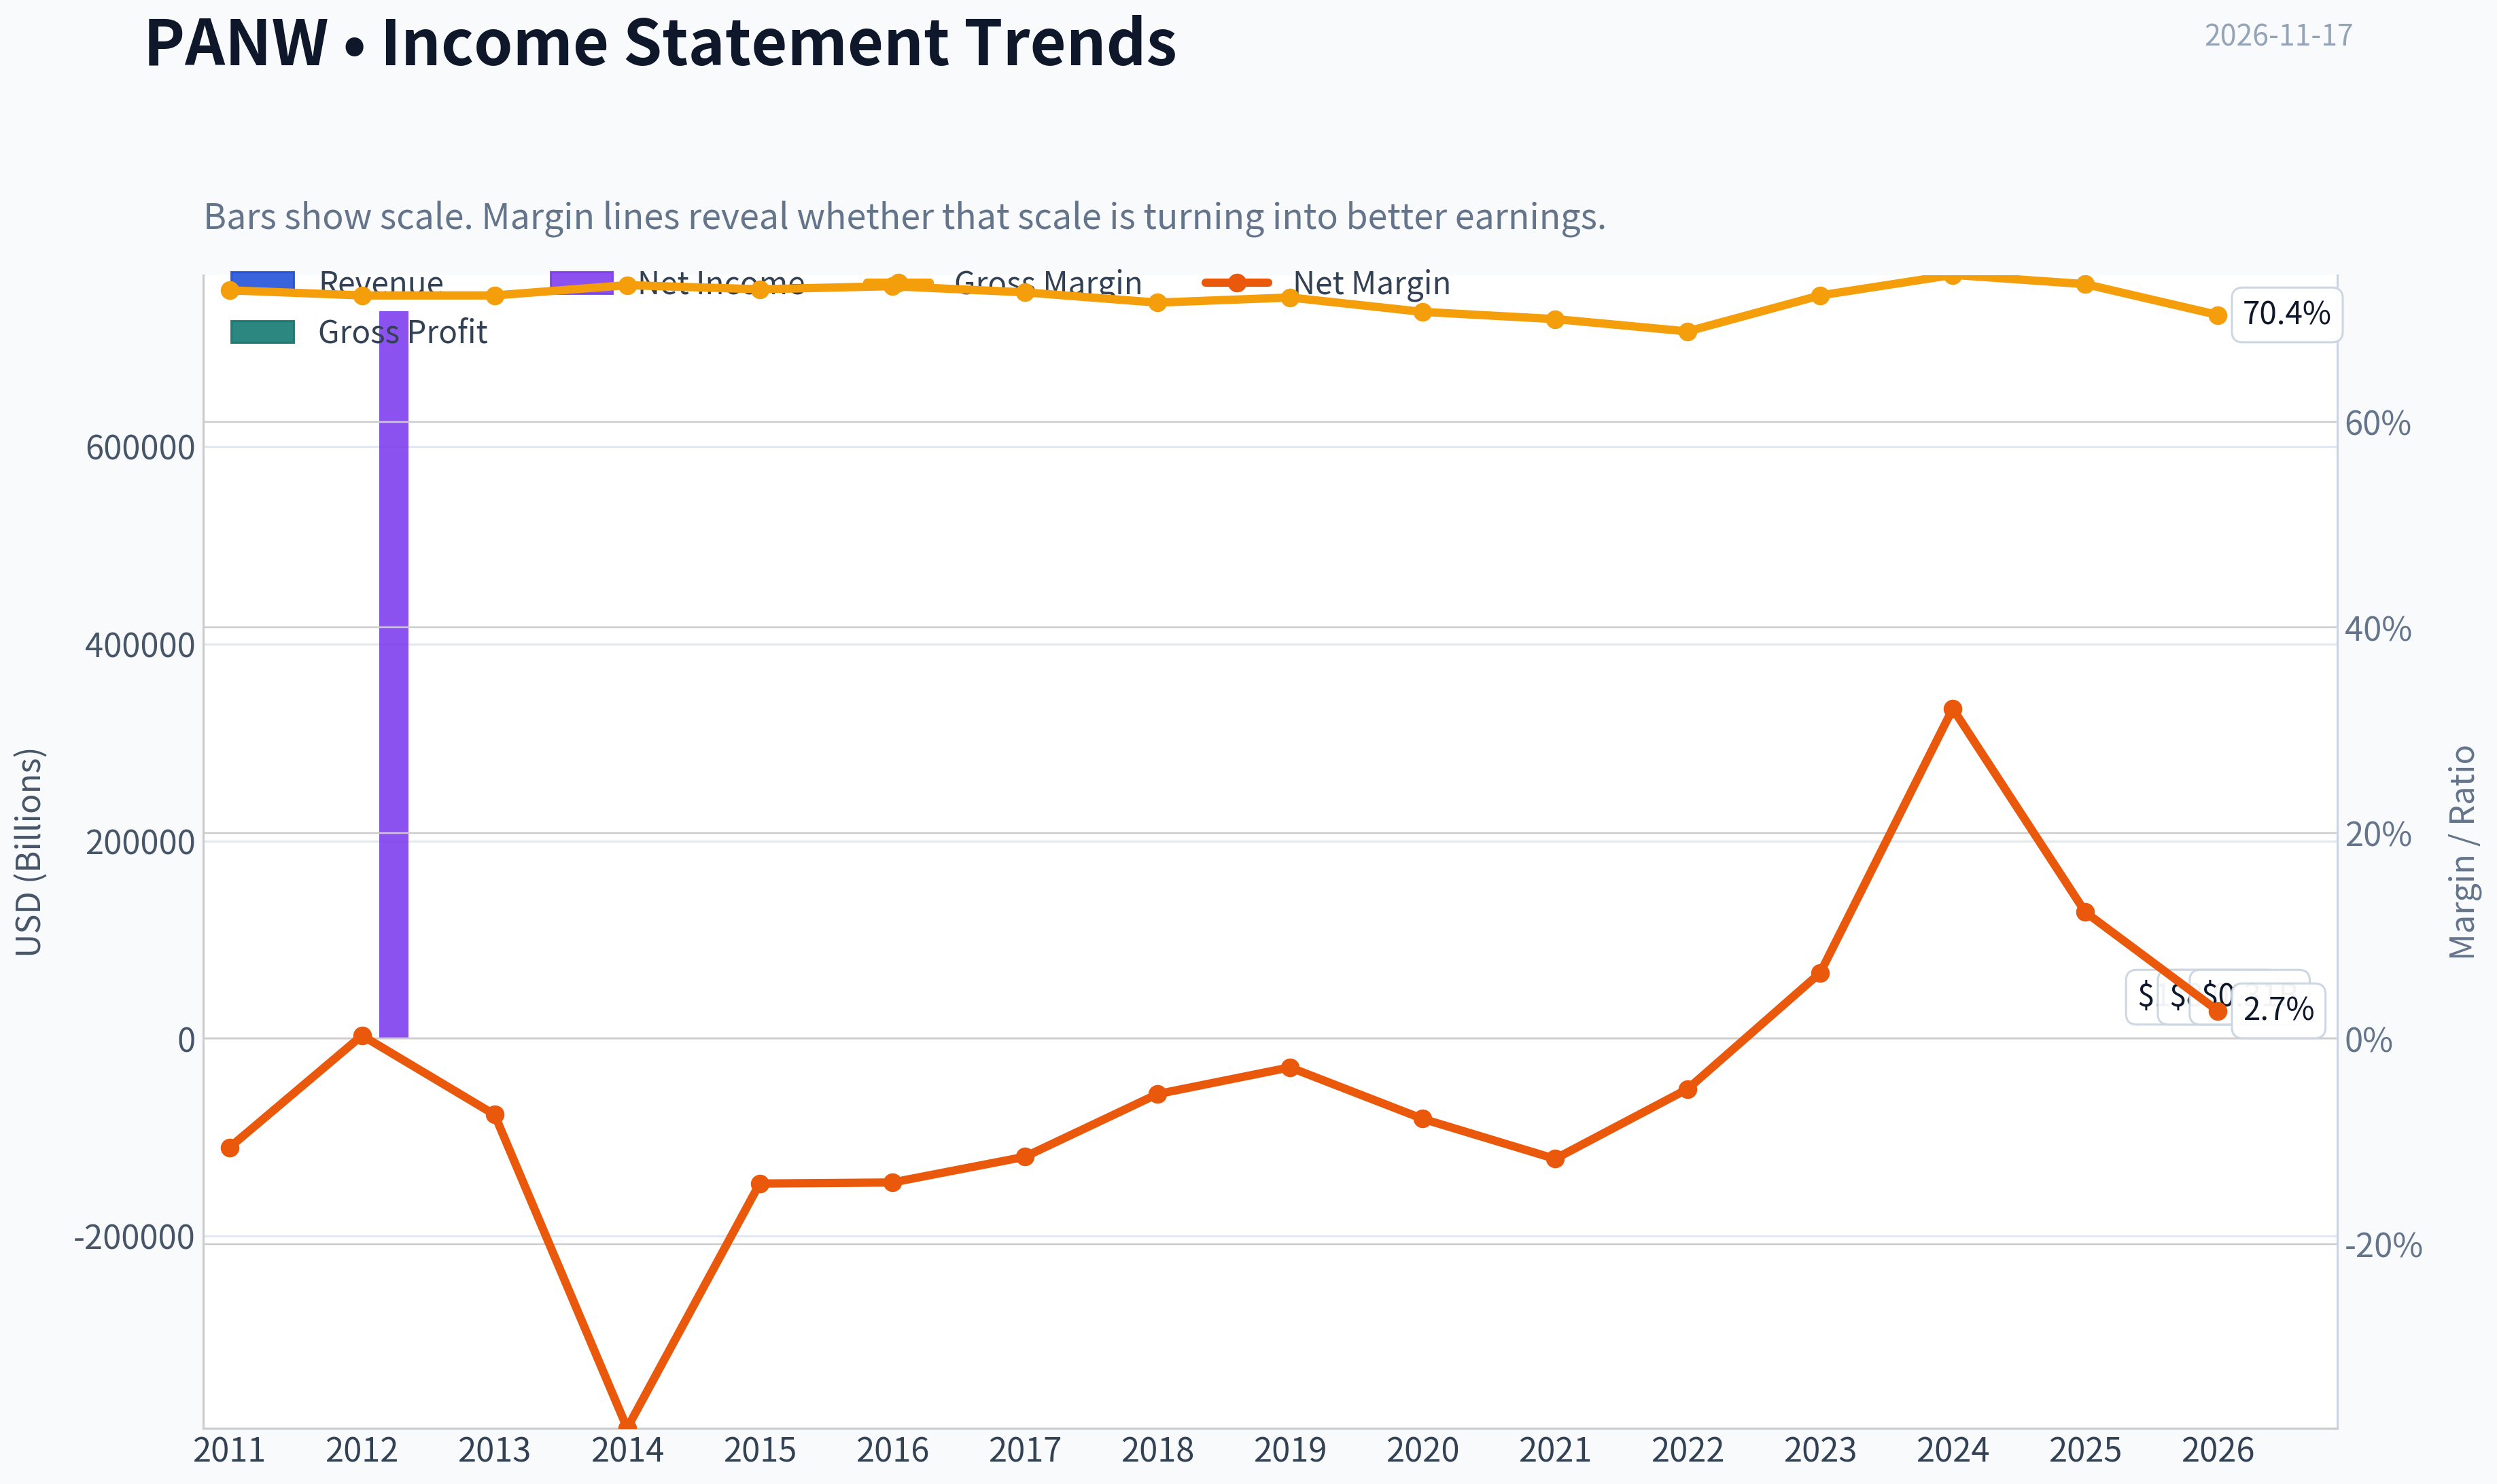 PANW • Income Statement Trends
2026-11-17
Bars show scale. Margin lines reveal whether that scale is turning into better earnings.
Revenue
Net Income
Gross Margin
Net Margin
Gross Profit
70.4%
600000
400000
200000
0
-200000
60%
40%
20%
0%
-20%
USD (Billions)
Margin / Ratio
$
$
$0
2.7%
2011 2012 2013 2014 2015 2016 2017 2018 2019 2020 2021 2022 2023 2024 2025 2026